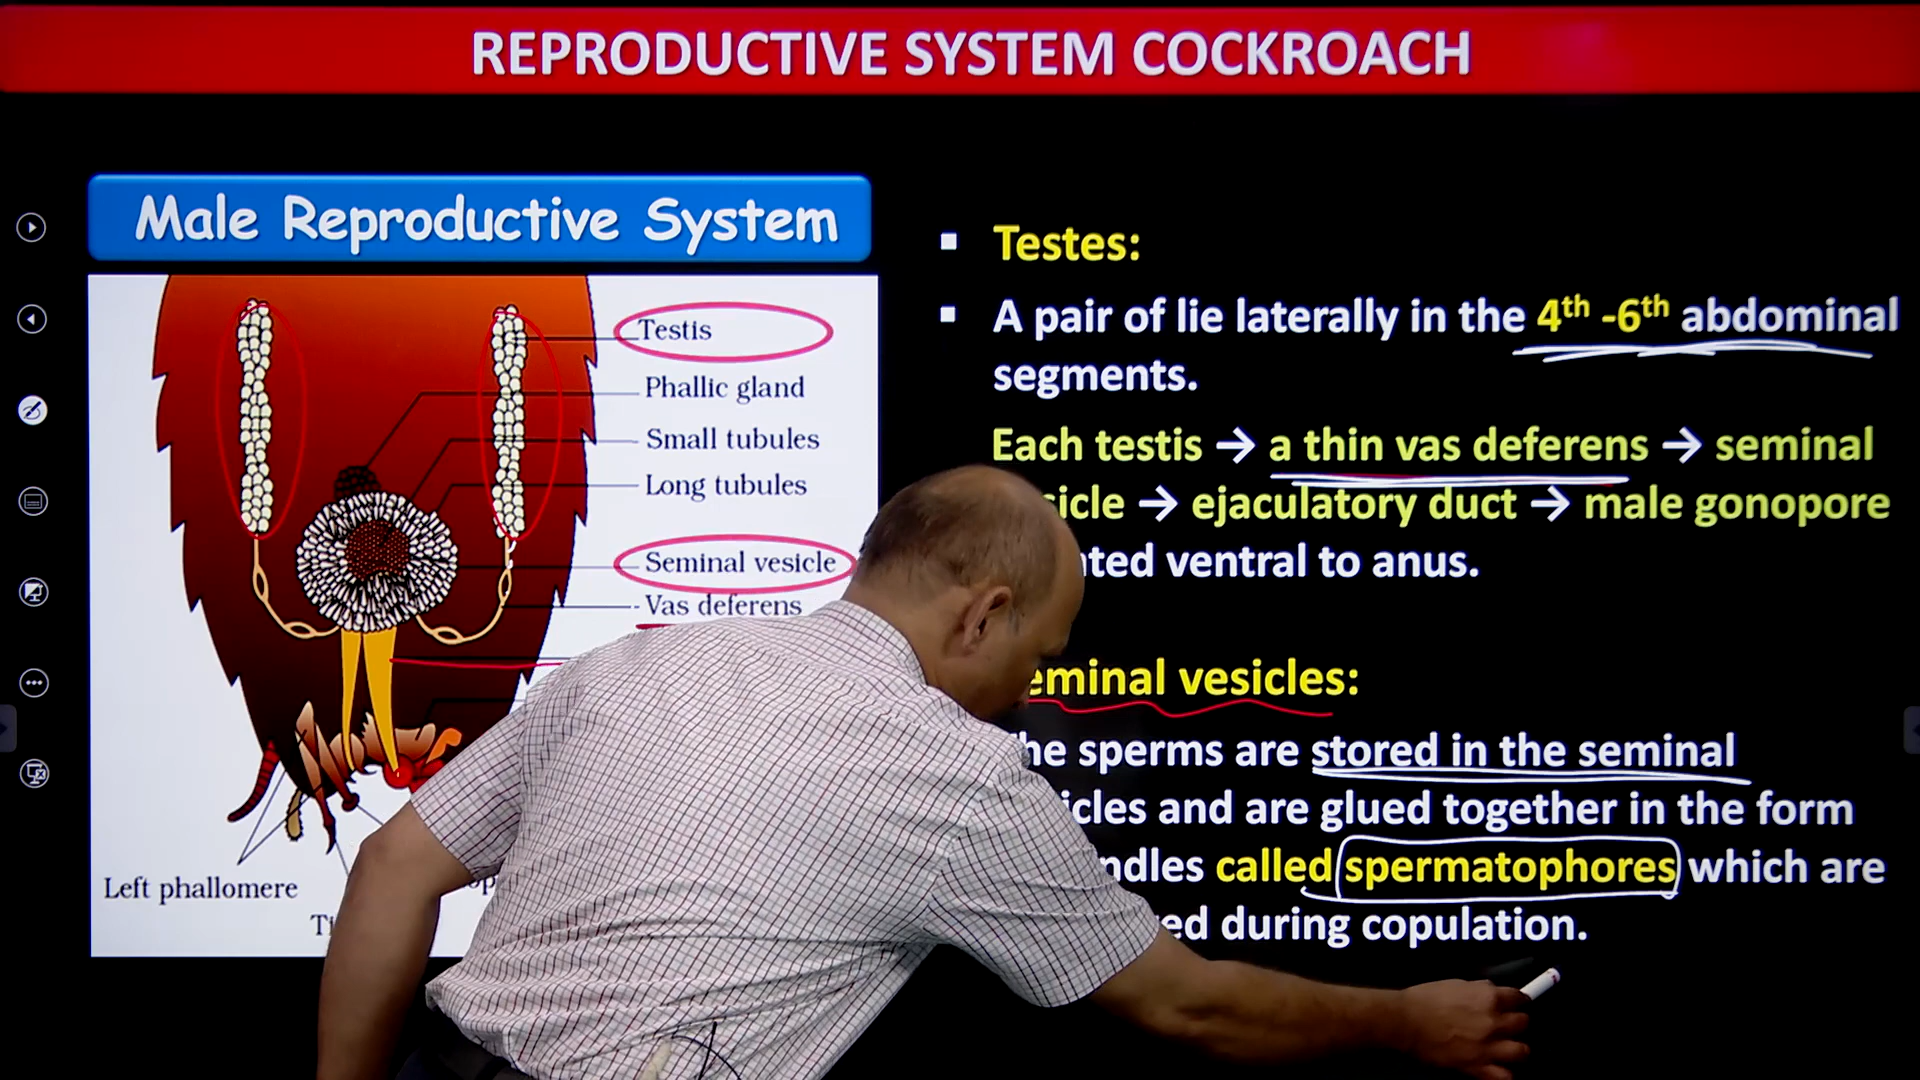 REPRODUCTIVE SYSTEM COCKROACH
Male Reproductive System
Testis
Phallic gland
Small tubules
Long tubules
Seminal vesicle
Vas deferens
Left phallomere
Testes:
A pair of lie laterally in the 4th -6th abdominal
segments.
Each testis → a thin vas deferens → seminal
icle → ejaculatory duct → male gonopore
ted ventral to anus.
eminal vesicles:
he sperms are stored in the seminal
icles and are glued together in the form
ndles called spermatophores which are
ed during copulation.